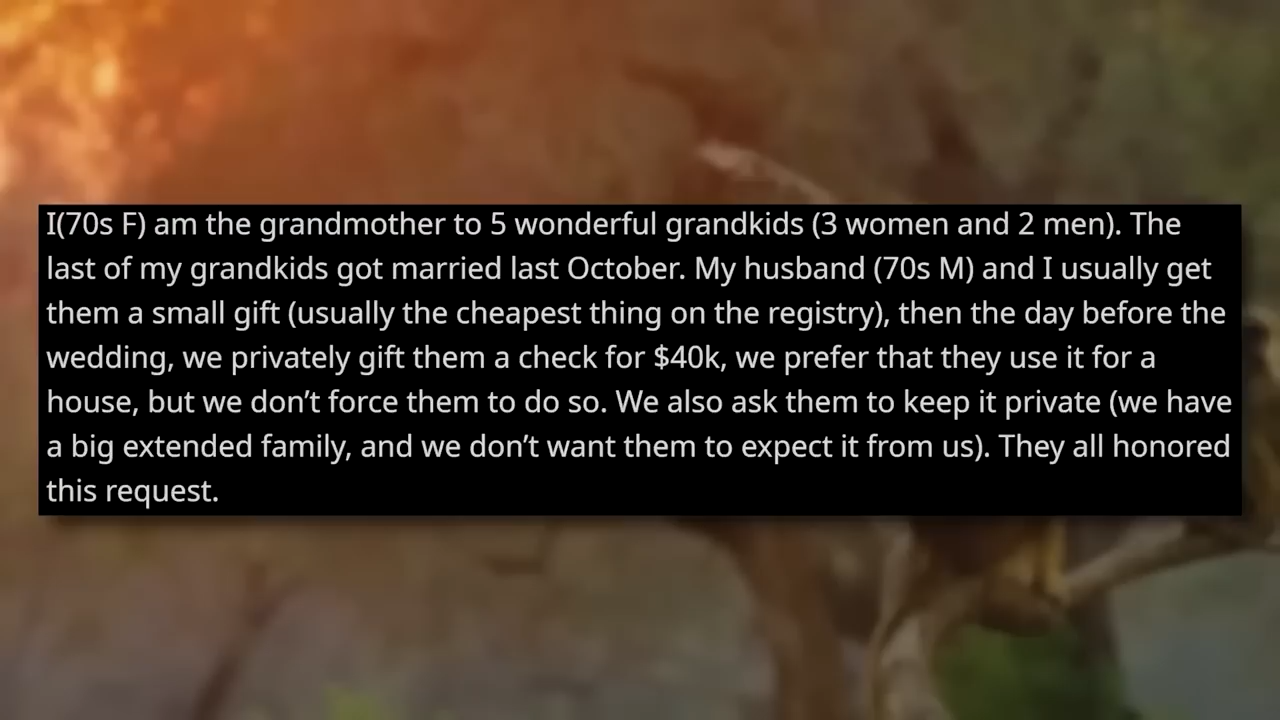 I(70s F) am the grandmother to 5 wonderful grandkids (3 women and 2 men). The
last of my grandkids got married last October. My husband (70s M) and I usually get
them a small gift (usually the cheapest thing on the registry), then the day before the
wedding, we privately gift them a check for $40k, we prefer that they use it for a
house, but we don’t force them to do so. We also ask them to keep it private (we have
a big extended family, and we don’t want them to expect it from us). They all honored
this request.